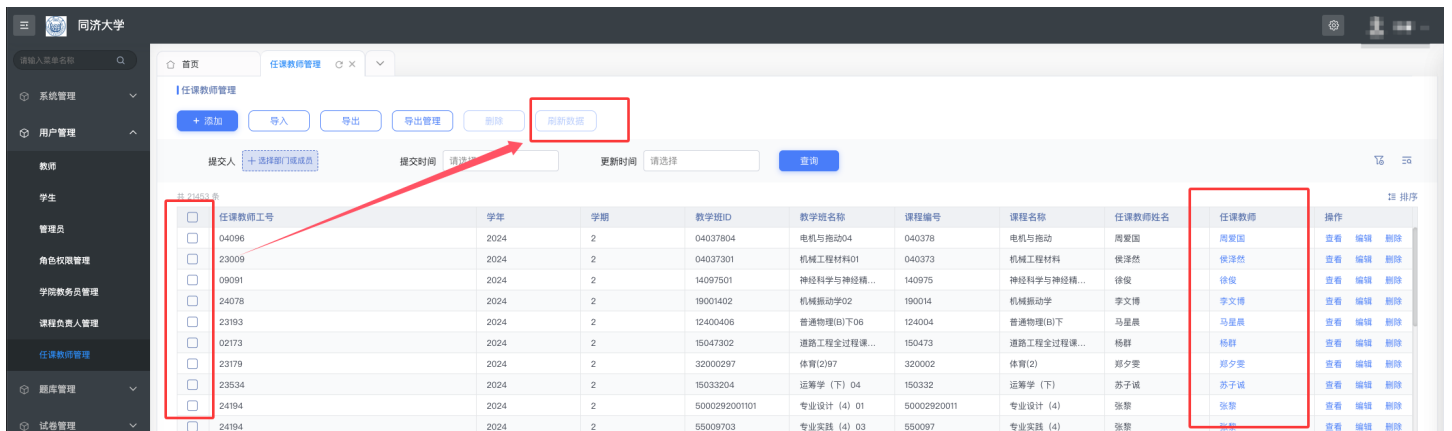 同济大学
请输入菜单名称
首页
任课教师管理
系统管理
用户管理
教师
学生
管理员
角色权限管理
学院教务员管理
课程负责人管理
任课教师管理
题库管理
试卷管理
任课教师管理
+ 添加 导入 导出 导出管理 删除 刷新数据
提交人 + 选择部门或成员 提交时间 更新时间 请选择 查询
共 21453 条 排序
任课教师工号 学年 学期 教学班ID 教学班名称 课程编号 课程名称 任课教师姓名 任课教师 操作
04096 2024 2 04037804 电机与拖动04 040378 电机与拖动 周爱国 周爱国 查看 编辑 删除
23009 2024 2 04037301 机械工程材料01 040373 机械工程材料 侯泽然 侯泽然 查看 编辑 删除
09091 2024 2 14097501 神经科学与神经精... 140975 神经科学与神经精... 徐俊 徐俊 查看 编辑 删除
24078 2024 2 19001402 机械振动学02 190014 机械振动学 李文博 李文博 查看 编辑 删除
23193 2024 2 12400406 普通物理(B)下06 124004 普通物理(B)下 马星晨 马星晨 查看 编辑 删除
02173 2024 2 15047302 道路工程全过程课... 150473 道路工程全过程课... 杨群 杨群 查看 编辑 删除
23179 2024 2 32000297 体育(2)97 320002 体育(2) 郑夕雯 郑夕雯 查看 编辑 删除
23534 2024 2 15033204 运筹学（下）04 150332 运筹学（下） 苏子诚 苏子诚 查看 编辑 删除
24194 2024 2 5000292001101 专业设计（4）01 50002920011 专业设计（4） 张黎 张黎 查看 编辑 删除
24194 2024 2 55009703 专业实践（4）03 550097 专业实践（4） 张黎 张黎 查看 编辑 删除